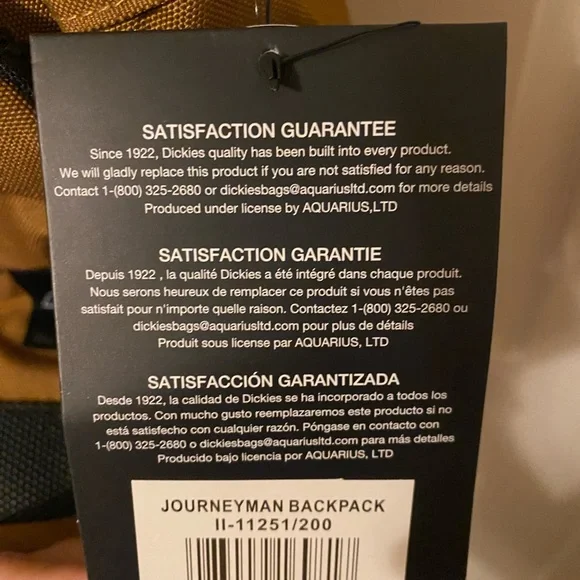 SATISFACTION GUARANTEE
Since 1922, Dickies quality has been built into every product.
We will gladly replace this product if you are not satisfied for any reason.
Contact 1-(800) 325-2680 or dickiesbags@aquariusltd.com for more details
Produced under license by AQUARIUS,LTD
SATISFACTION GARANTIE
Depuis 1922 , la qualité Dickies a été intégré dans chaque produit.
Nous serons heureux de remplacer ce produit si vous n'êtes pas
satisfait pour n'importe quelle raison. Contactez 1-(800) 325-2680 ou
dickiesbags@aquariusltd.com pour plus de détails
Produit sous license par AQUARIUS, LTD
SATISFACCIÓN GARANTIZADA
Desde 1922, la calidad de Dickies se ha incorporado a todos los
productos. Con mucho gusto reemplazaremos este producto si no
está satisfecho con cualquier razón. Póngase en contacto con
1-(800) 325-2680 o dickiesbags@aquariusltd.com para más detalles
Producido bajo licencia por AQUARIUS, LTD
JOURNEYMAN BACKPACK
II-11251/200